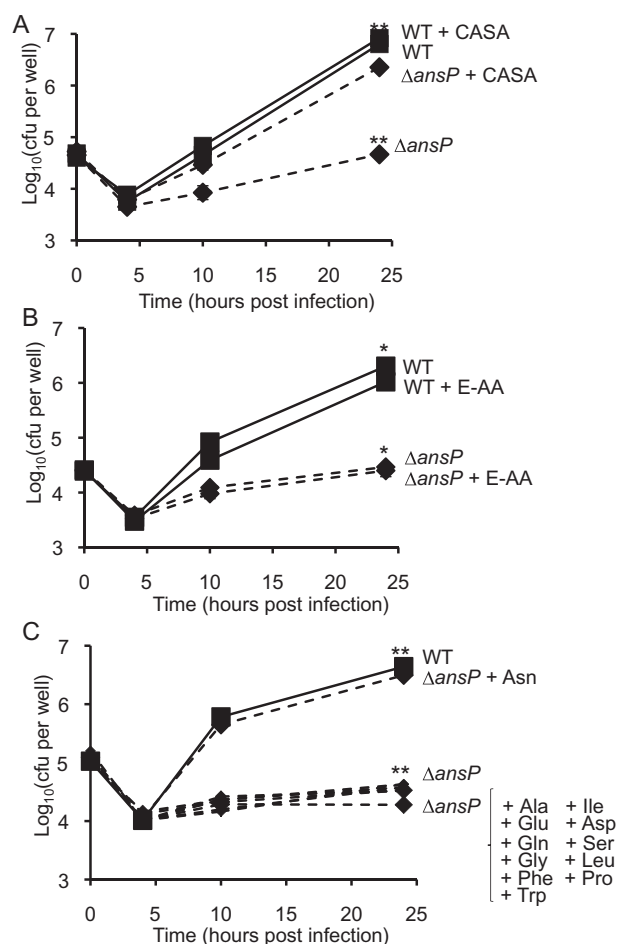 A
7
**
WT + CASA
WT
6
ΔansP + CASA
5
** ΔansP
4
3
Log10(cfu per well)
0 5 10 15 20 25
Time (hours post infection)
B
7
*
WT
6
WT + E-AA
5
*
ΔansP
4
ΔansP + E-AA
3
Log10(cfu per well)
0 5 10 15 20 25
Time (hours post infection)
C
7
** WT
ΔansP + Asn
6
5
** ΔansP
ΔansP
+ Ala + Ile
+ Glu + Asp
+ Gln + Ser
+ Gly + Leu
+ Phe + Pro
+ Trp
4
3
Log10(cfu per well)
0 5 10 15 20 25
Time (hours post infection)